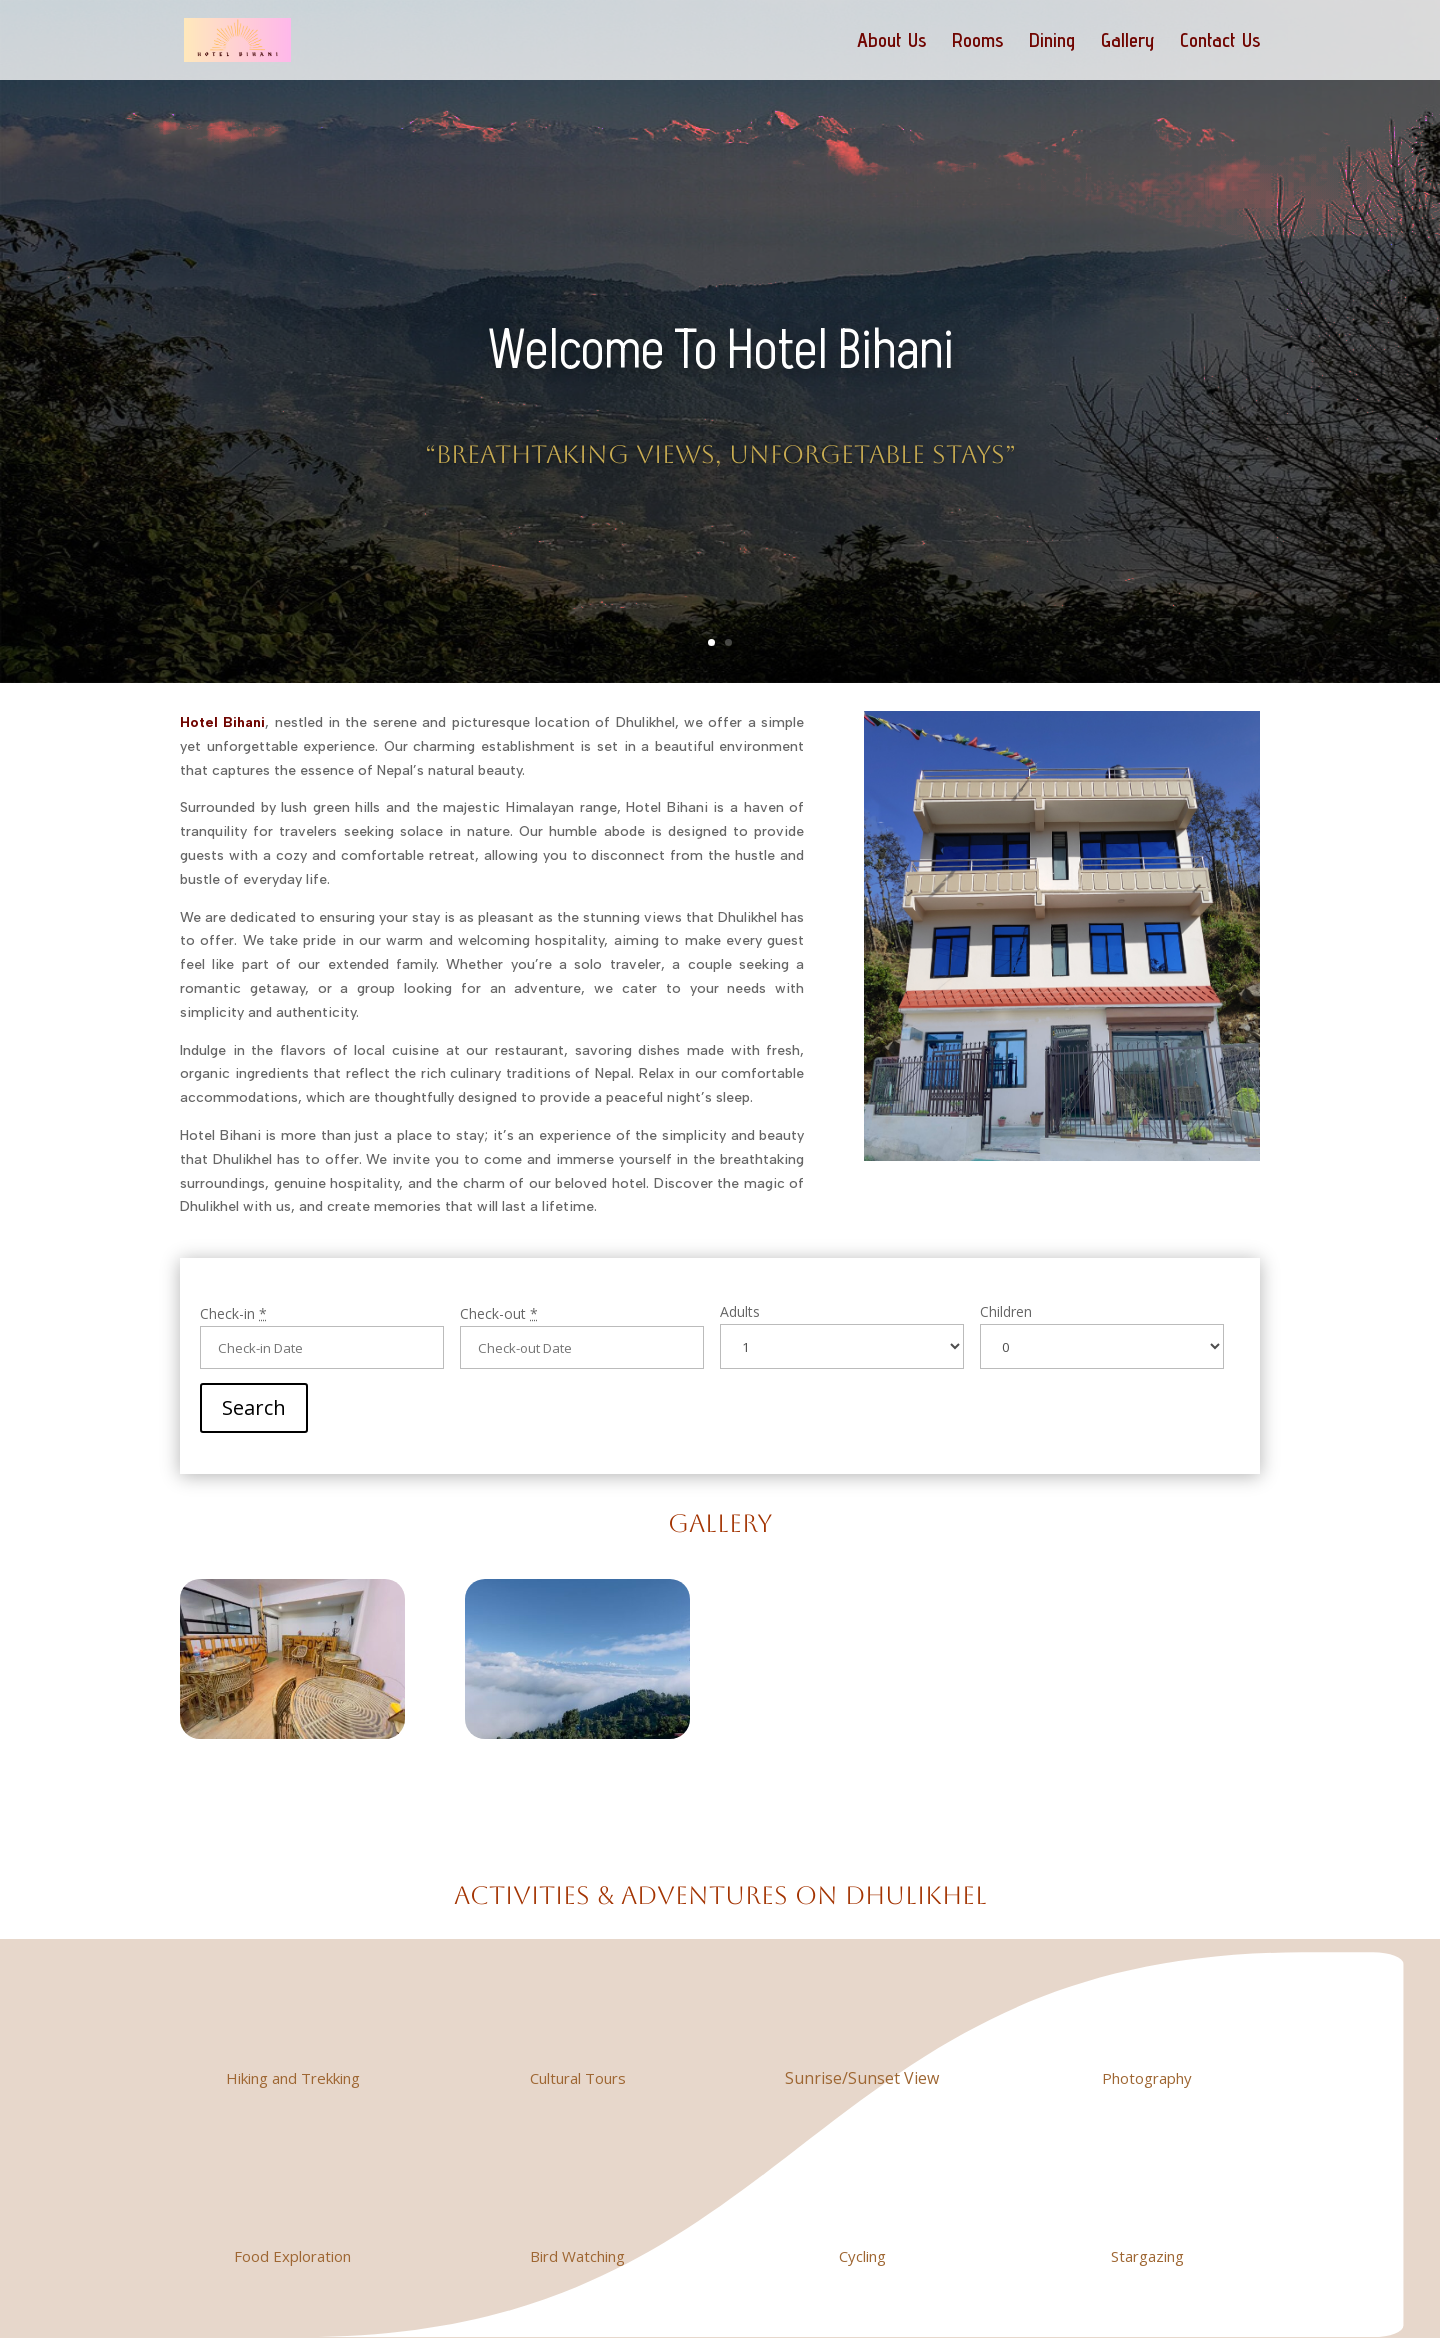 HOTEL BIHANI
About Us Rooms Dining Gallery Contact Us
Welcome To Hotel Bihani
“BREATHTAKING VIEWS, UNFORGETABLE STAYS”
Hotel Bihani, nestled in the serene and picturesque location of Dhulikhel, we offer a simple
yet unforgettable experience. Our charming establishment is set in a beautiful environment
that captures the essence of Nepal’s natural beauty.
Surrounded by lush green hills and the majestic Himalayan range, Hotel Bihani is a haven of
tranquility for travelers seeking solace in nature. Our humble abode is designed to provide
guests with a cozy and comfortable retreat, allowing you to disconnect from the hustle and
bustle of everyday life.
We are dedicated to ensuring your stay is as pleasant as the stunning views that Dhulikhel has
to offer. We take pride in our warm and welcoming hospitality, aiming to make every guest
feel like part of our extended family. Whether you’re a solo traveler, a couple seeking a
romantic getaway, or a group looking for an adventure, we cater to your needs with
simplicity and authenticity.
Indulge in the flavors of local cuisine at our restaurant, savoring dishes made with fresh,
organic ingredients that reflect the rich culinary traditions of Nepal. Relax in our comfortable
accommodations, which are thoughtfully designed to provide a peaceful night’s sleep.
Hotel Bihani is more than just a place to stay; it’s an experience of the simplicity and beauty
that Dhulikhel has to offer. We invite you to come and immerse yourself in the breathtaking
surroundings, genuine hospitality, and the charm of our beloved hotel. Discover the magic of
Dhulikhel with us, and create memories that will last a lifetime.
Check-in * Check-out * Adults Children
Check-in Date Check-out Date 1 0
Search
GALLERY
ACTIVITIES & ADVENTURES ON DHULIKHEL
Hiking and Trekking Cultural Tours Sunrise/Sunset View Photography
Food Exploration Bird Watching Cycling Stargazing